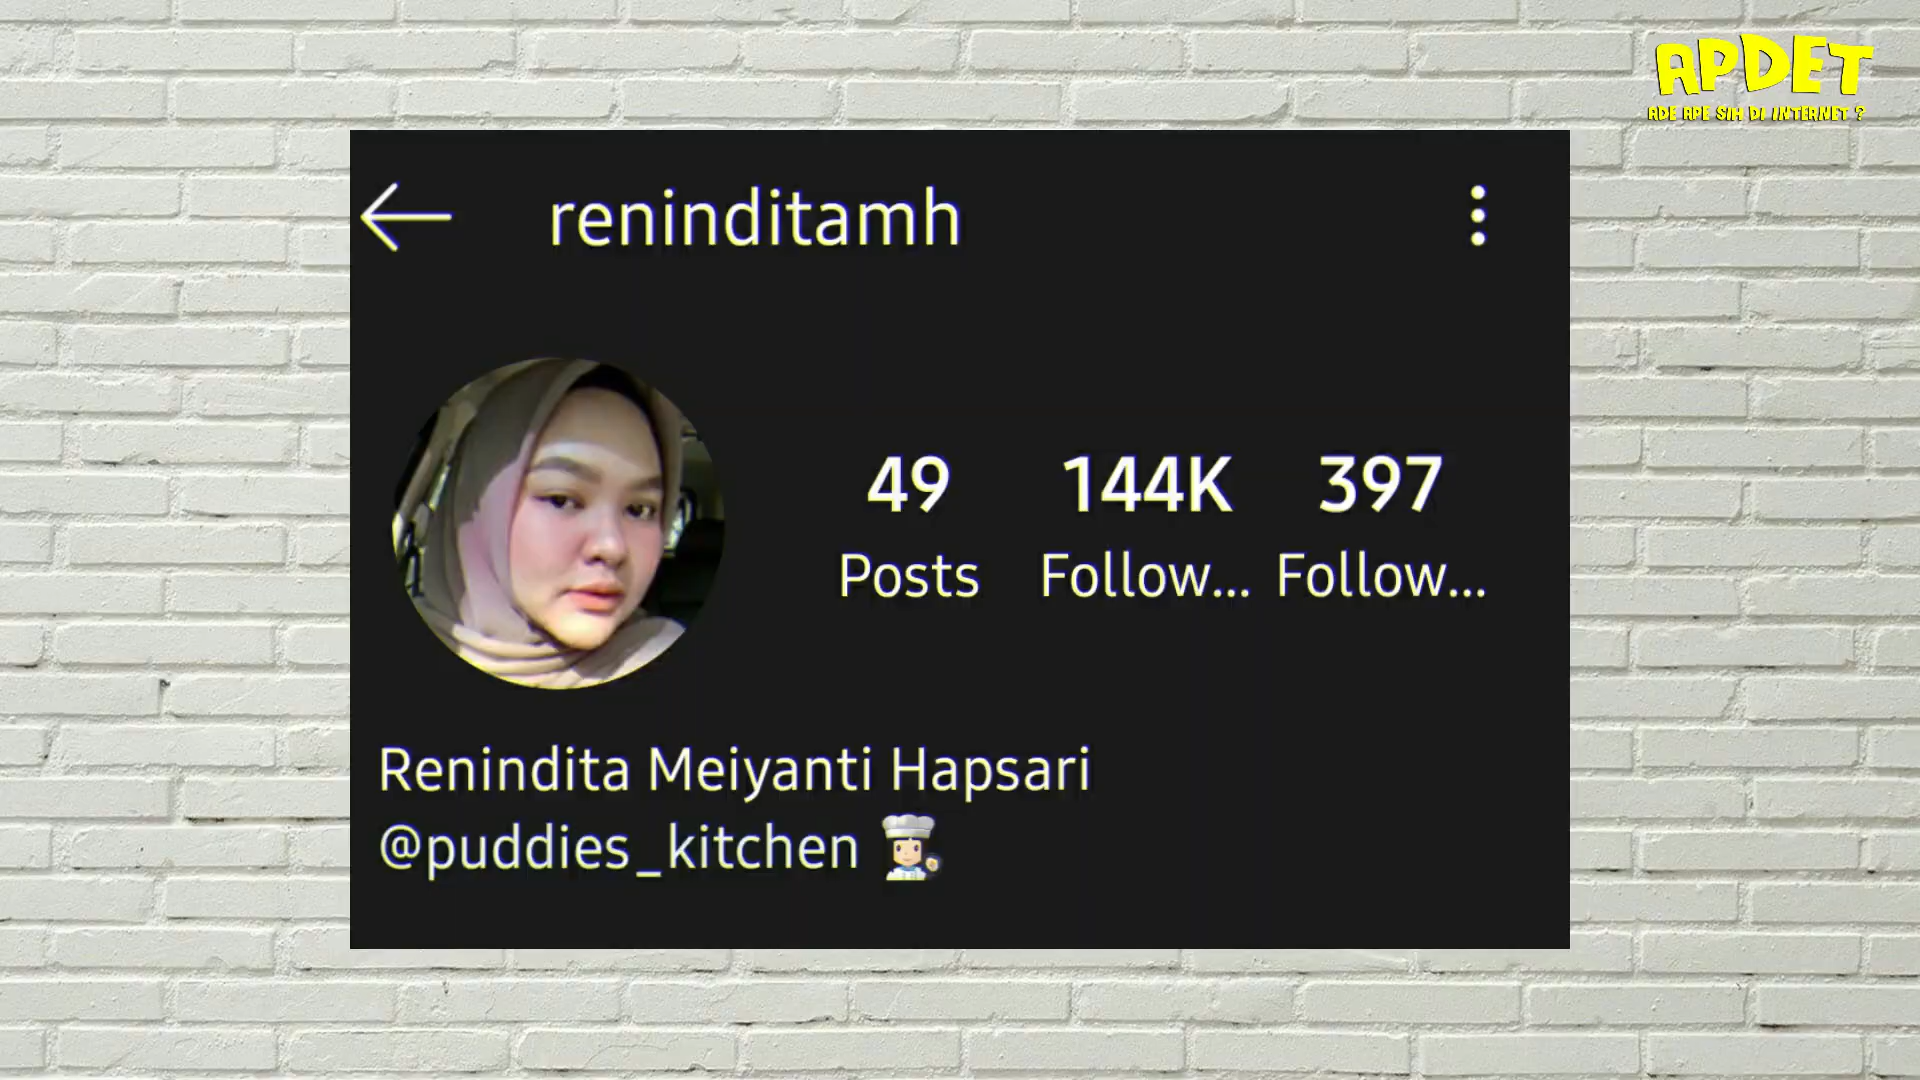 APDET
ADE APE SIH DI INTERNET ?
reninditamh
49 144K 397
Posts Follow... Follow...
Renindita Meiyanti Hapsari
@puddies_kitchen 👩🏻‍🍳